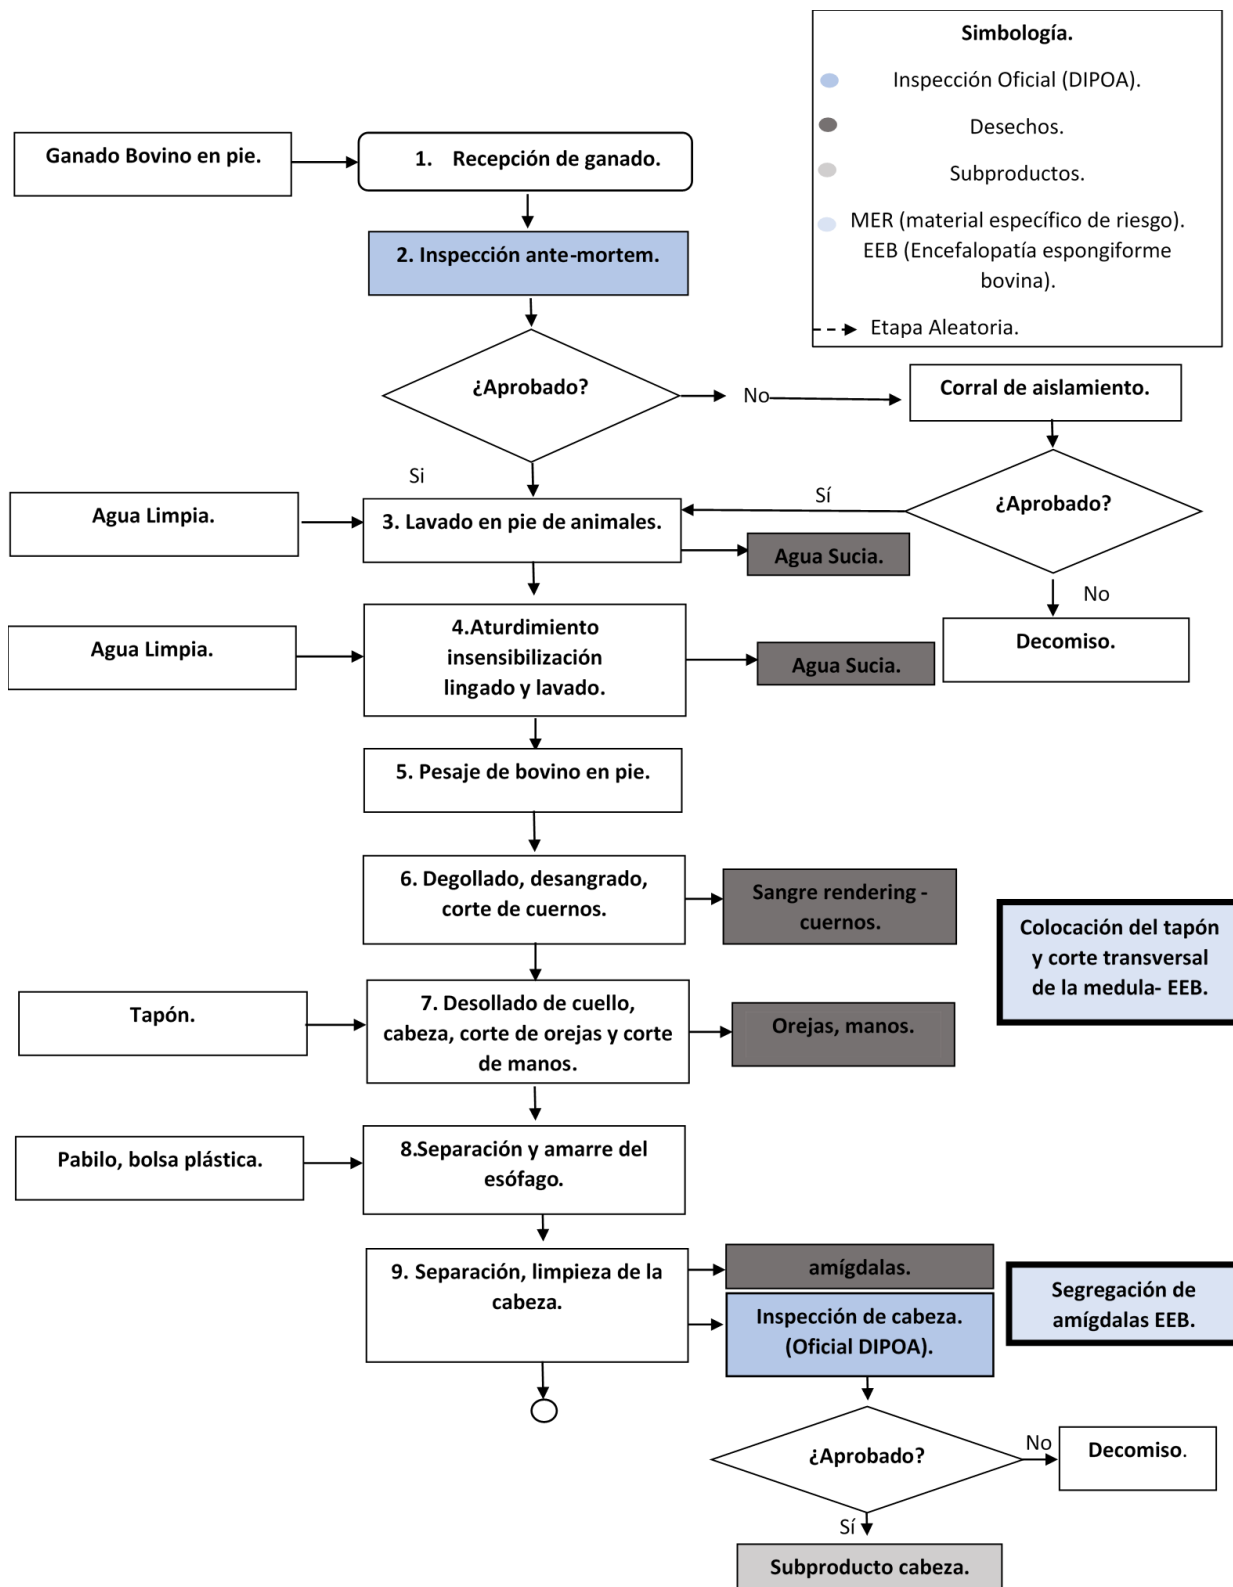 Simbología.
Inspección Oficial (DIPOA).
Desechos.
Subproductos.
MER (material específico de riesgo).
EEB (Encefalopatía espongiforme
bovina).
Etapa Aleatoria.
Ganado Bovino en pie.
1. Recepción de ganado.
2. Inspección ante-mortem.
¿Aprobado?
No
Corral de aislamiento.
Si
Sí
¿Aprobado?
Agua Limpia.
3. Lavado en pie de animales.
Agua Sucia.
No
Decomiso.
Agua Limpia.
4.Aturdimiento
insensibilización
lingado y lavado.
Agua Sucia.
5. Pesaje de bovino en pie.
6. Degollado, desangrado,
corte de cuernos.
Sangre rendering -
cuernos.
Colocación del tapón
y corte transversal
de la medula- EEB.
Tapón.
7. Desollado de cuello,
cabeza, corte de orejas y corte
de manos.
Orejas, manos.
Pabilo, bolsa plástica.
8.Separación y amarre del
esófago.
9. Separación, limpieza de la
cabeza.
amígdalas.
Inspección de cabeza.
(Oficial DIPOA).
Segregación de
amígdalas EEB.
¿Aprobado?
No
Decomiso.
Sí
Subproducto cabeza.